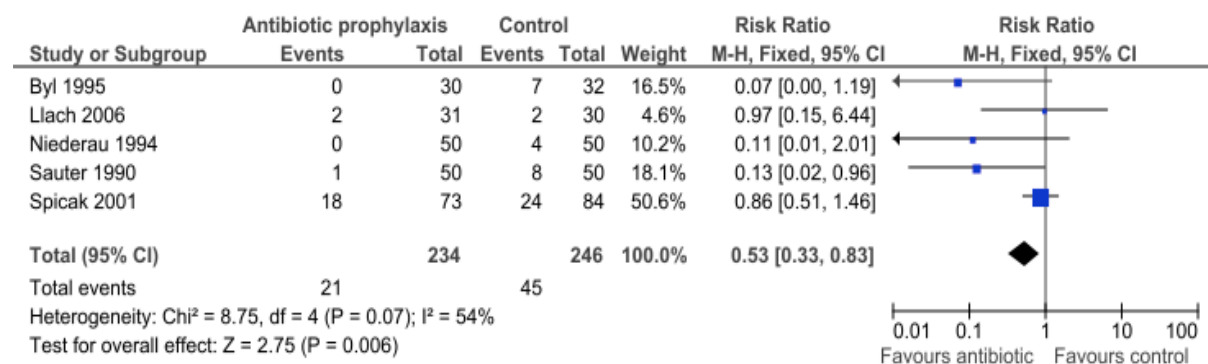 Antibiotic prophylaxis Control Risk Ratio Risk Ratio
Study or Subgroup Events Total Events Total Weight M-H, Fixed, 95% CI M-H, Fixed, 95% CI
Byl 1995 0 30 7 32 16.5% 0.07 [0.00, 1.19]
Llach 2006 2 31 2 30 4.6% 0.97 [0.15, 6.44]
Niederau 1994 0 50 4 50 10.2% 0.11 [0.01, 2.01]
Sauter 1990 1 50 8 50 18.1% 0.13 [0.02, 0.96]
Spicak 2001 18 73 24 84 50.6% 0.86 [0.51, 1.46]
Total (95% CI) 234 246 100.0% 0.53 [0.33, 0.83]
Total events 21 45
Heterogeneity: Chi² = 8.75, df = 4 (P = 0.07); I² = 54%
Test for overall effect: Z = 2.75 (P = 0.006)
0.01 0.1 1 10 100
Favours antibiotic Favours control